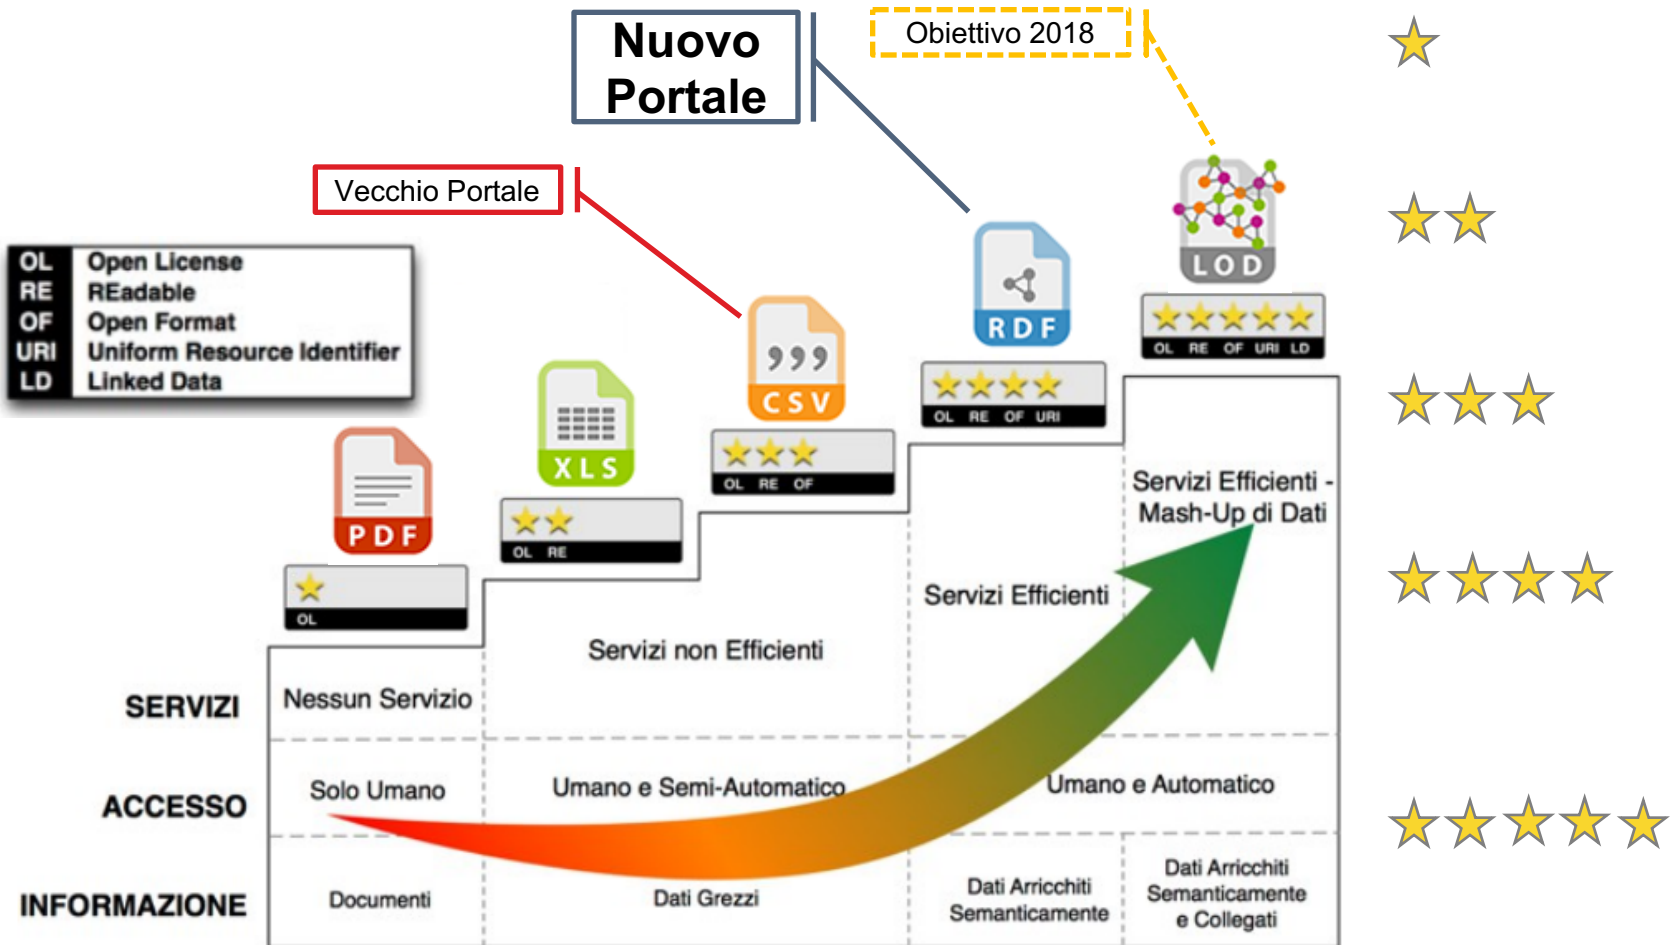 Nuovo
Portale
Obiettivo 2018
Vecchio Portale
OL Open License
RE REadable
OF Open Format
URI Uniform Resource Identifier
LD Linked Data
LOD
OL RE OF URI LD
RDF
OL RE OF URI
CSV
OL RE OF
XLS
OL RE
PDF
OL
Servizi Efficienti -
Mash-Up di Dati
Servizi Efficienti
Servizi non Efficienti
SERVIZI
Nessun Servizio
ACCESSO
Solo Umano
Umano e Semi-Automatico
Umano e Automatico
INFORMAZIONE
Documenti
Dati Grezzi
Dati Arricchiti
Semanticamente
Dati Arricchiti
Semanticamente
e Collegati